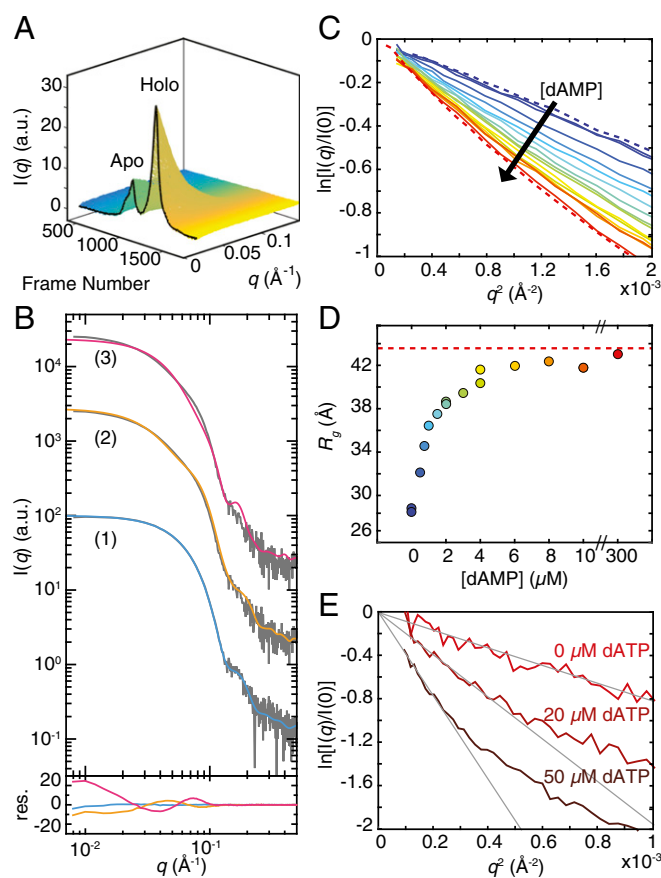 A
I(q) (a.u.)
30
20
10
0
Holo
Apo
500
1000
1500
Frame Number
0
0.05
0.1
q (Å⁻¹)
B
I(q) (a.u.)
10⁴
10³
10²
10¹
10⁰
10⁻¹
(3)
(2)
(1)
res.
20
0
-20
10⁻²
10⁻¹
q (Å⁻¹)
C
ln[I(q)/I(0)]
0
-0.2
-0.4
-0.6
-0.8
-1
[dAMP]
0 0.4 0.8 1.2 1.6 2
q² (Å⁻²)
x10⁻³
D
Rg (Å)
42
38
34
30
28
26
0 2 4 6 8 10 300
[dAMP] (µM)
E
ln[I(q)/I(0)]
0
-0.4
-0.8
-1.2
-1.6
-2
0 µM dATP
20 µM dATP
50 µM dATP
0 0.2 0.4 0.6 0.8 1
q² (Å⁻²)
x10⁻³